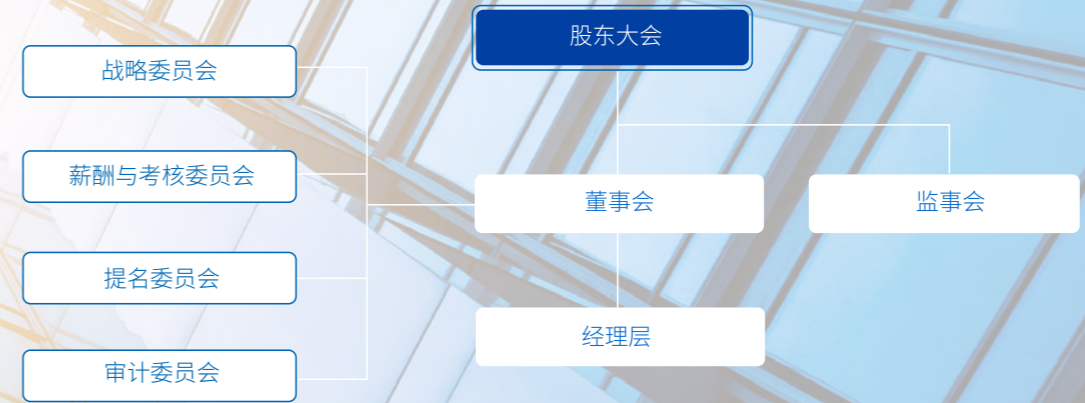 股东大会
战略委员会
薪酬与考核委员会
提名委员会
审计委员会
董事会
监事会
经理层